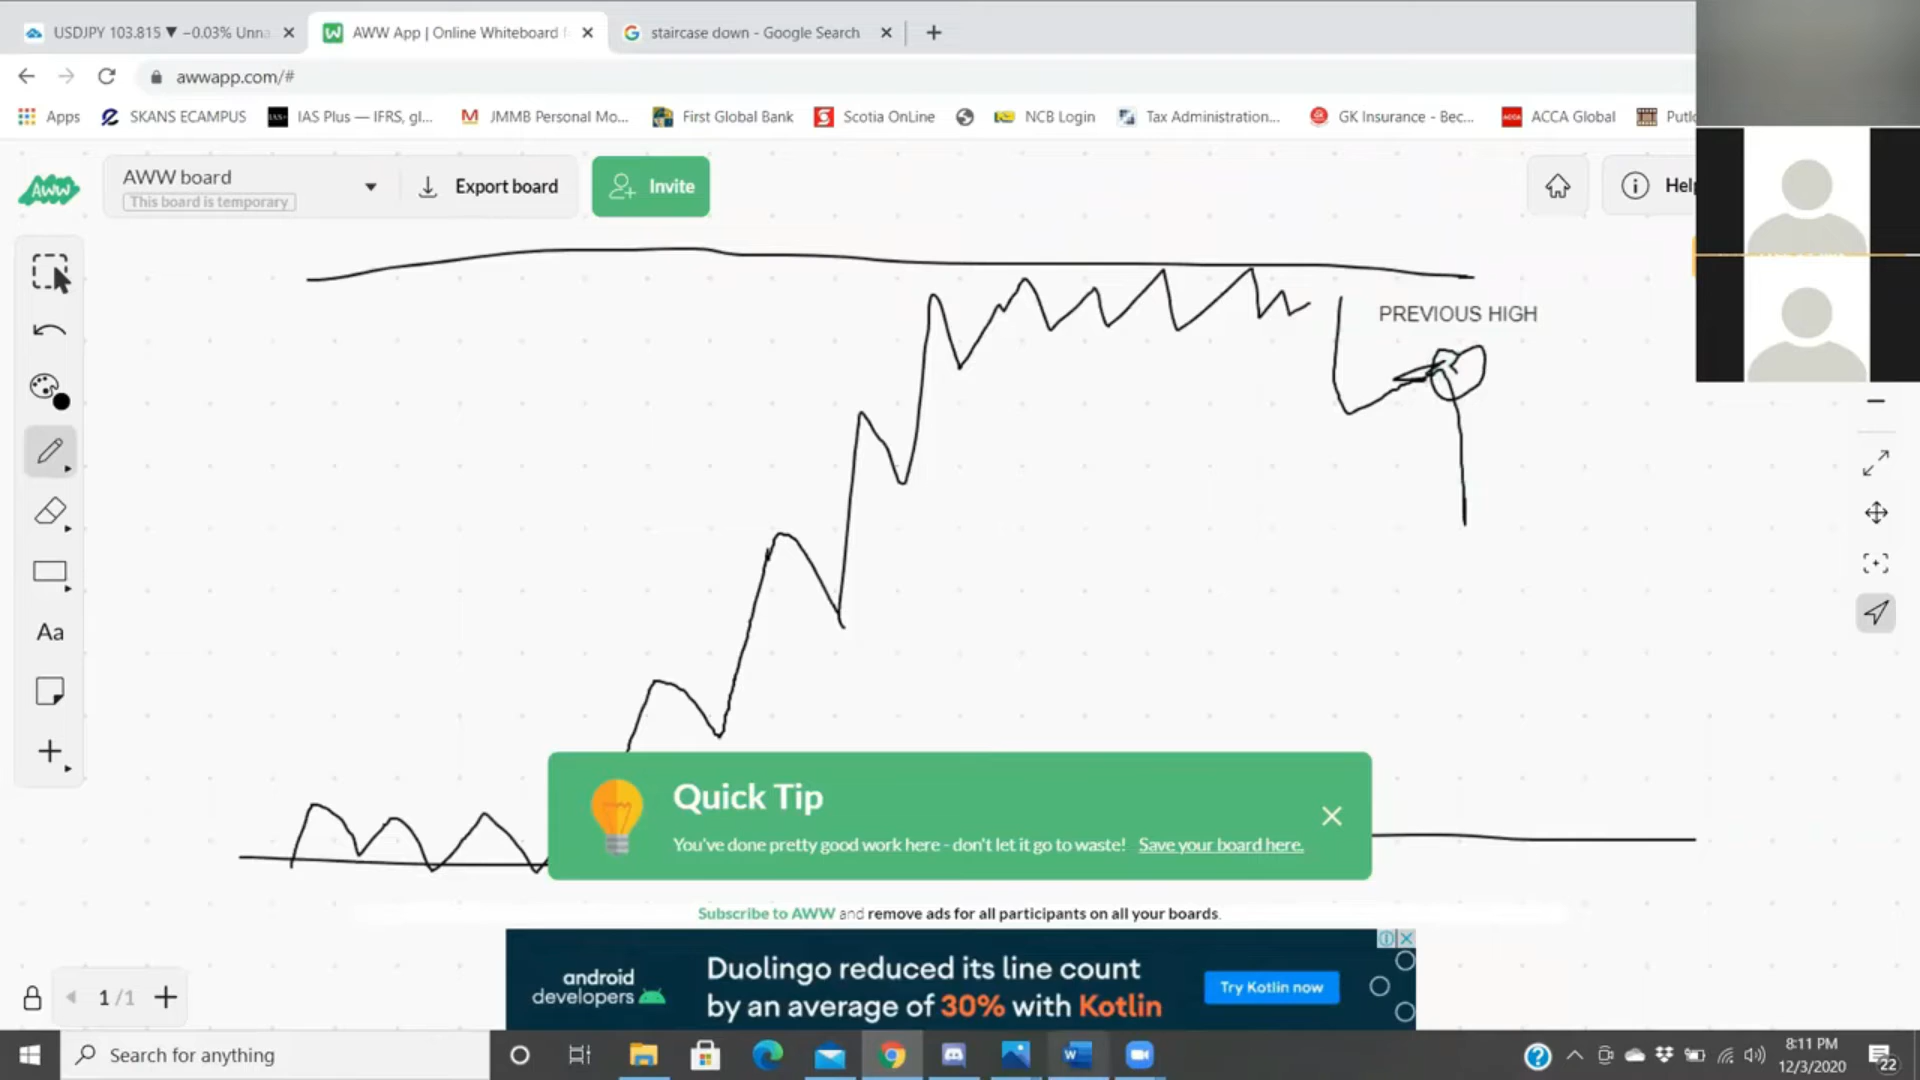 USDJPY 103.815 ▼ −0.03% Unna
AWW App | Online Whiteboard
staircase down - Google Search
awwapp.com/#
Apps
SKANS ECAMPUS
IAS Plus — IFRS, gl...
JMMB Personal Mo...
First Global Bank
Scotia OnLine
NCB Login
Tax Administration...
GK Insurance - Bec...
ACCA Global
Putl
AWW
AWW board
This board is temporary
Export board
Invite
Help
PREVIOUS HIGH
Aa
Quick Tip
You've done pretty good work here - don't let it go to waste! Save your board here.
Subscribe to AWW and remove ads for all participants on all your boards.
android
developers
Duolingo reduced its line count
by an average of 30% with Kotlin
Try Kotlin now
1/1
Search for anything
8:11 PM
12/3/2020
22